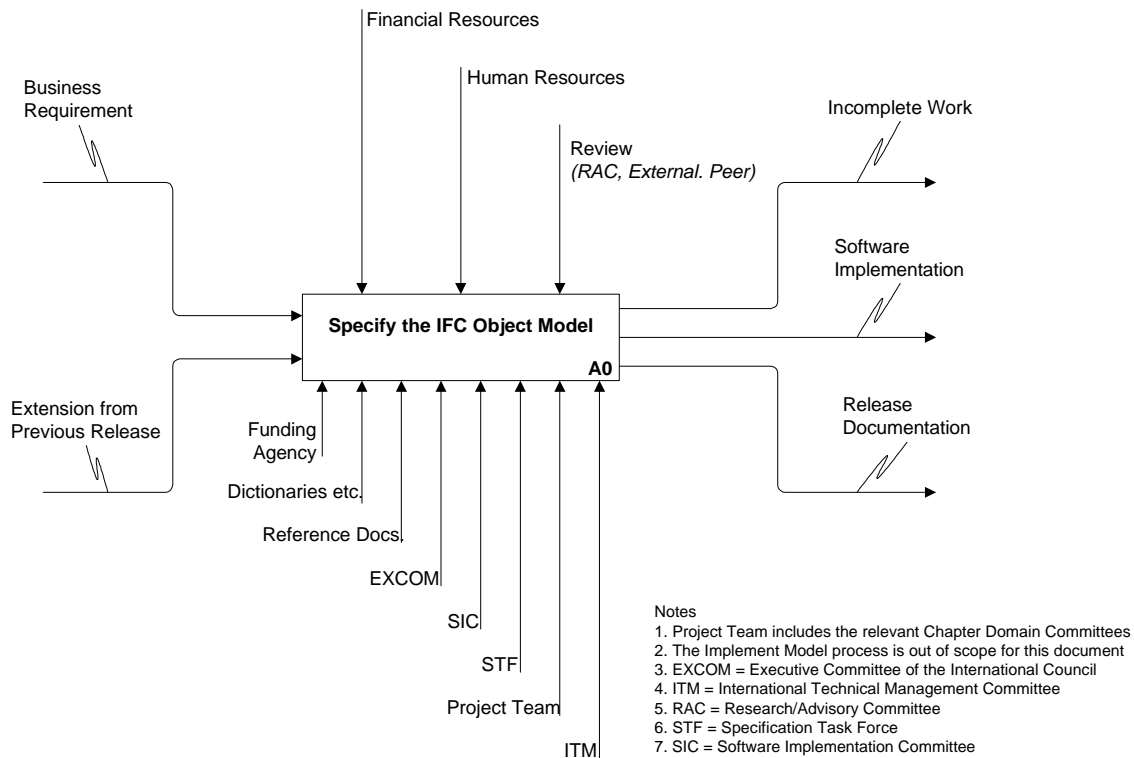 Financial Resources
Human Resources
Business
Requirement
Incomplete Work
Review
(RAC, External. Peer)
Software
Implementation
Specify the IFC Object Model
A0
Extension from
Previous Release
Release
Documentation
Funding
Agency
Dictionaries etc.
Reference Docs.
EXCOM
SIC
STF
Project Team
ITM
Notes
1. Project Team includes the relevant Chapter Domain Committees
2. The Implement Model process is out of scope for this document
3. EXCOM = Executive Committee of the International Council
4. ITM = International Technical Management Committee
5. RAC = Research/Advisory Committee
6. STF = Specification Task Force
7. SIC = Software Implementation Committee